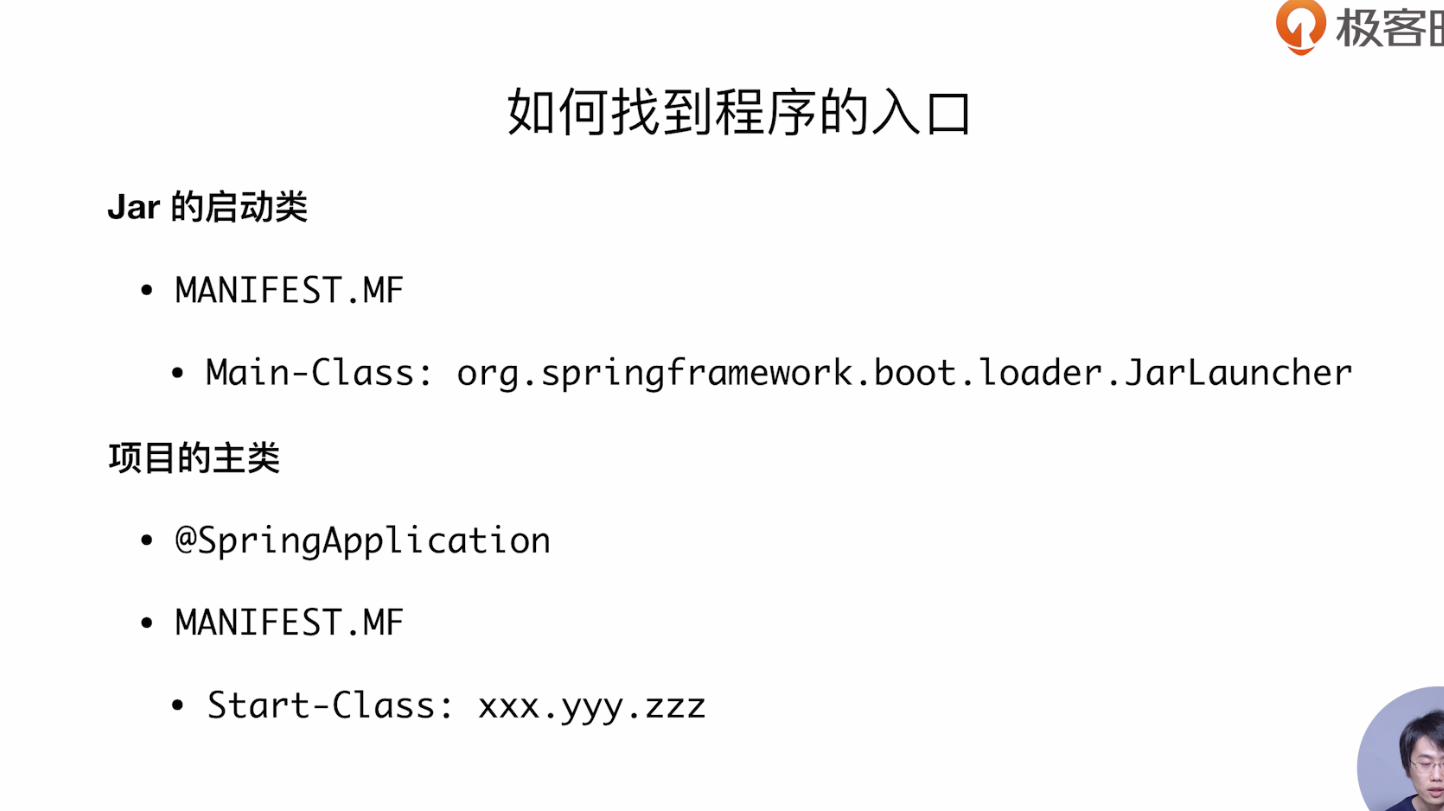 极客
如何找到程序的入口
Jar 的启动类
• MANIFEST.MF
• Main-Class: org.springframework.boot.loader.JarLauncher
项目的主类
• @SpringApplication
• MANIFEST.MF
• Start-Class: xxx.yyy.zzz